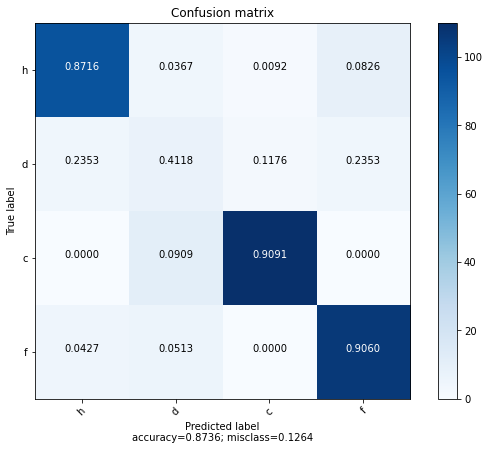 Confusion matrix
h 0.8716 0.0367 0.0092 0.0826
d 0.2353 0.4118 0.1176 0.2353
c 0.0000 0.0909 0.9091 0.0000
f 0.0427 0.0513 0.0000 0.9060
True label
h d c f
Predicted label
accuracy=0.8736; misclass=0.1264
100
80
60
40
20
0